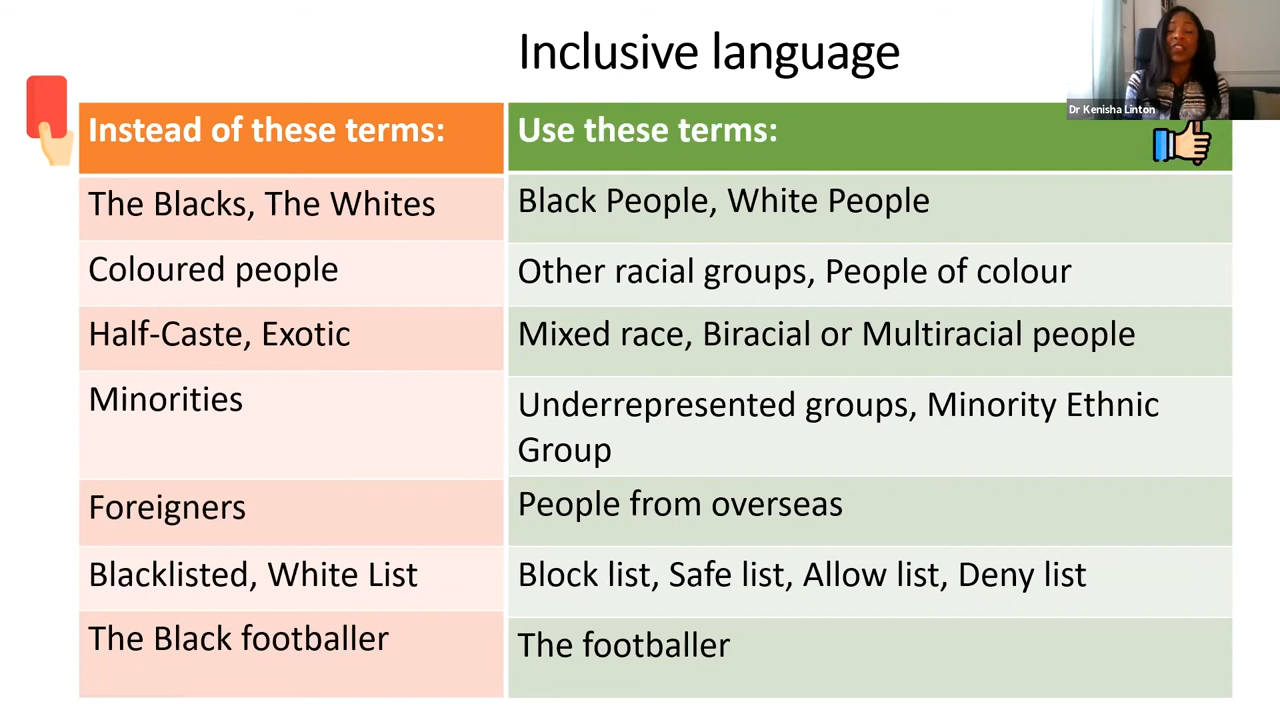 Inclusive language
Dr Kenisha Linton
Instead of these terms:
Use these terms:
The Blacks, The Whites
Black People, White People
Coloured people
Other racial groups, People of colour
Half-Caste, Exotic
Mixed race, Biracial or Multiracial people
Minorities
Underrepresented groups, Minority Ethnic
Group
Foreigners
People from overseas
Blacklisted, White List
Block list, Safe list, Allow list, Deny list
The Black footballer
The footballer